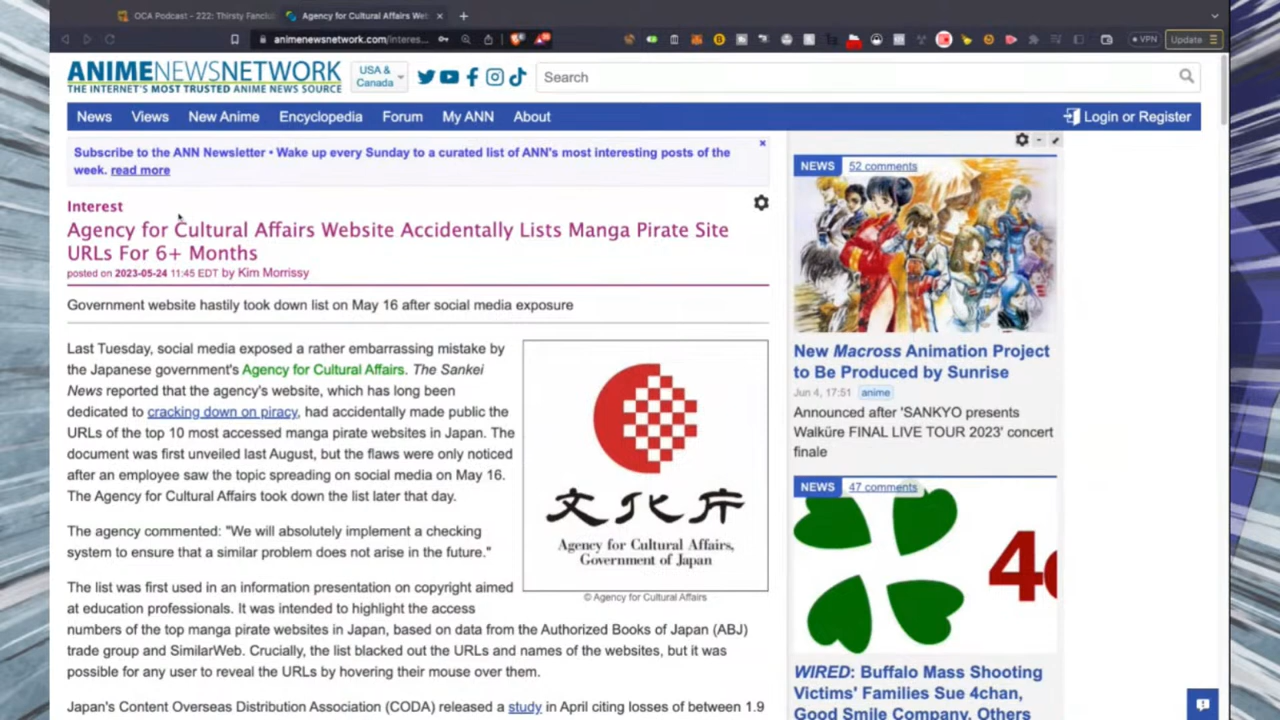 OCA Podcast - 222: Thirsty Fanclu
Agency for Cultural Affairs Web
animenewsnetwork.com/interes...
VPN
Update
ANIMENEWSNETWORK
THE INTERNET'S MOST TRUSTED ANIME NEWS SOURCE
USA &
Canada
Search
News Views New Anime Encyclopedia Forum My ANN About
Login or Register
Subscribe to the ANN Newsletter • Wake up every Sunday to a curated list of ANN's most interesting posts of the
week. read more
Interest
Agency for Cultural Affairs Website Accidentally Lists Manga Pirate Site
URLs For 6+ Months
posted on 2023-05-24 11:45 EDT by Kim Morrissy
Government website hastily took down list on May 16 after social media exposure
Last Tuesday, social media exposed a rather embarrassing mistake by
the Japanese government's Agency for Cultural Affairs. The Sankei
News reported that the agency's website, which has long been
dedicated to cracking down on piracy, had accidentally made public the
URLs of the top 10 most accessed manga pirate websites in Japan. The
document was first unveiled last August, but the flaws were only noticed
after an employee saw the topic spreading on social media on May 16.
The Agency for Cultural Affairs took down the list later that day.
文化庁
Agency for Cultural Affairs,
Government of Japan
© Agency for Cultural Affairs
The agency commented: "We will absolutely implement a checking
system to ensure that a similar problem does not arise in the future."
The list was first used in an information presentation on copyright aimed
at education professionals. It was intended to highlight the access
numbers of the top manga pirate websites in Japan, based on data from the Authorized Books of Japan (ABJ)
trade group and SimilarWeb. Crucially, the list blacked out the URLs and names of the websites, but it was
possible for any user to reveal the URLs by hovering their mouse over them.
Japan's Content Overseas Distribution Association (CODA) released a study in April citing losses of between 1.9
NEWS 52 comments
New Macross Animation Project
to Be Produced by Sunrise
Jun 4, 17:51 anime
Announced after 'SANKYO presents
Walküre FINAL LIVE TOUR 2023' concert
finale
NEWS 47 comments
4
WIRED: Buffalo Mass Shooting
Victims' Families Sue 4chan,
Good Smile Company, Others